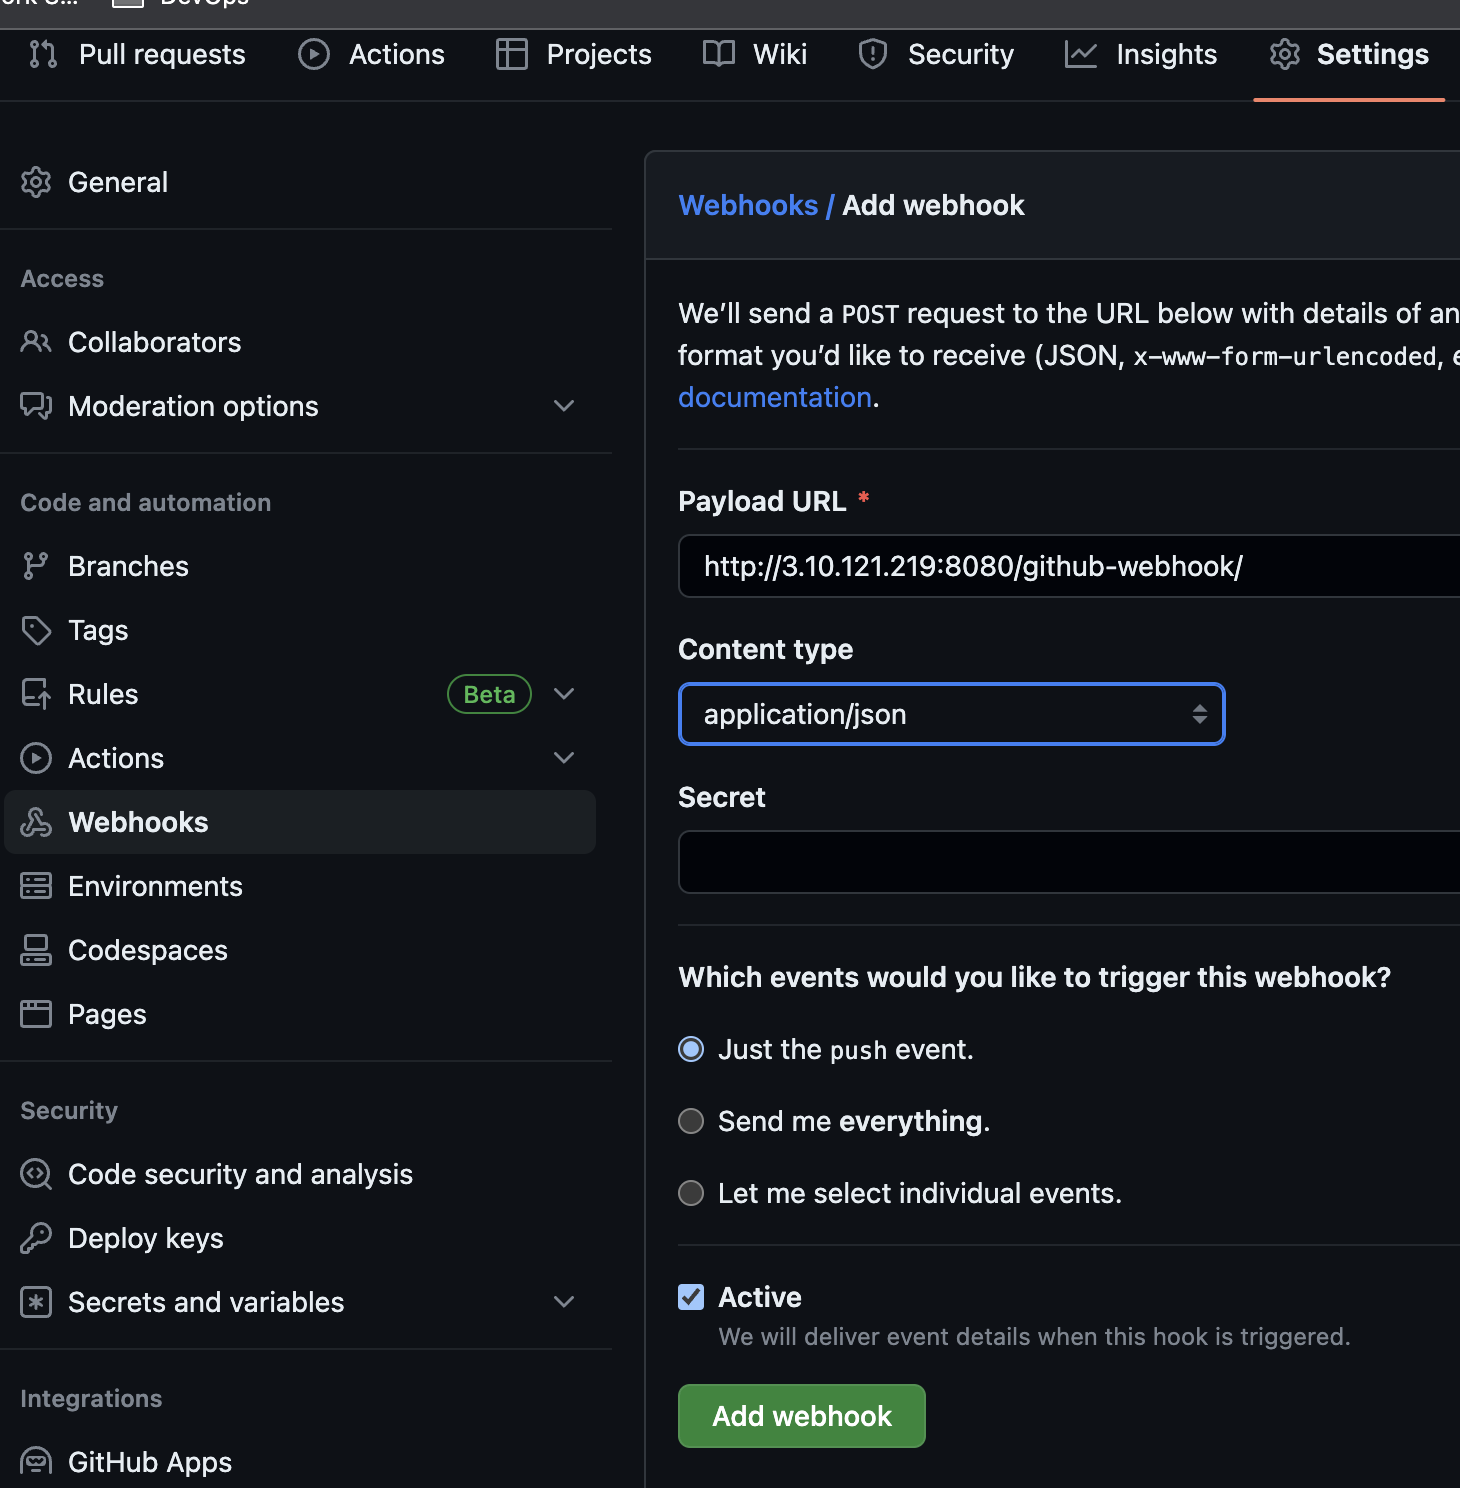 DevOps
Pull requests
Actions
Projects
Wiki
Security
Insights
Settings
General
Access
Collaborators
Moderation options
Code and automation
Branches
Tags
Rules
Beta
Actions
Webhooks
Environments
Codespaces
Pages
Security
Code security and analysis
Deploy keys
Secrets and variables
Integrations
GitHub Apps
Webhooks / Add webhook
We’ll send a POST request to the URL below with details of an
format you’d like to receive (JSON, x-www-form-urlencoded, e
documentation.
Payload URL *
http://3.10.121.219:8080/github-webhook/
Content type
application/json
Secret
Which events would you like to trigger this webhook?
Just the push event.
Send me everything.
Let me select individual events.
Active
We will deliver event details when this hook is triggered.
Add webhook